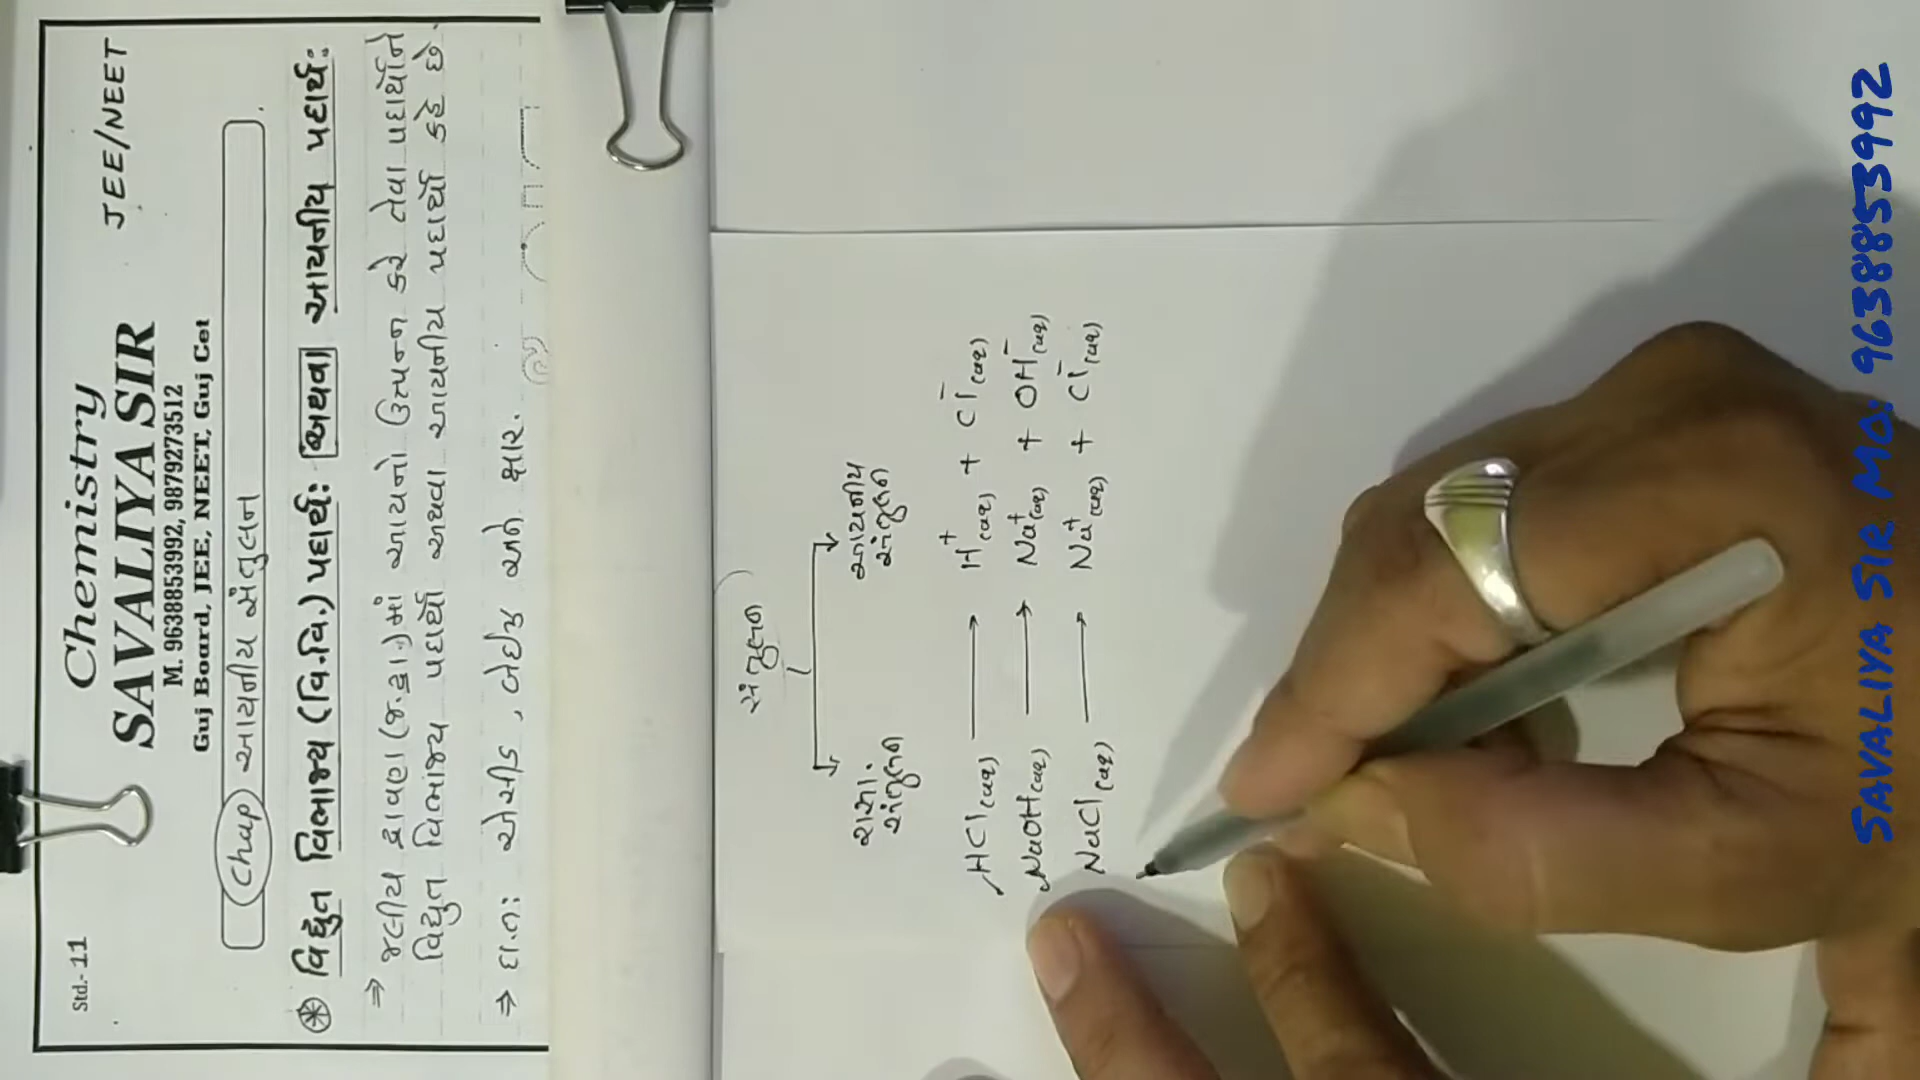 Std.- 11
Chemistry
JEE/NEET
SAVALIYA SIR
M. 9638853992, 9879273512
Guj Board, JEE, NEET, Guj Cet
Chap આયનીય સંતુલન
વિદ્યુત વિભાજ્ય (વિ.વિ.) પદાર્થ: અથવા આયનીય પદાર્થ:
⇒ જલીય દ્રાવણ (જ.દ્રા.)માં આયનો ઉત્પન્ન કરે તેવા પદાર્થોને
વિદ્યુત વિભાજ્ય પદાર્થો અથવા આયનીય પદાર્થો કહે છે.
⇒ દા.ત: એસીડ, બેઇઝ અને ક્ષાર.
સંતુલન
રાસા. સંતુલન
આયનીય સંતુલન
HCl(aq) ⟶ H⁺(aq) + Cl⁻(aq)
NaOH(aq) ⟶ Na⁺(aq) + OH⁻(aq)
NaCl(aq) ⟶ Na⁺(aq) + Cl⁻(aq)
SAVALIYA SIR MO: 9638853992